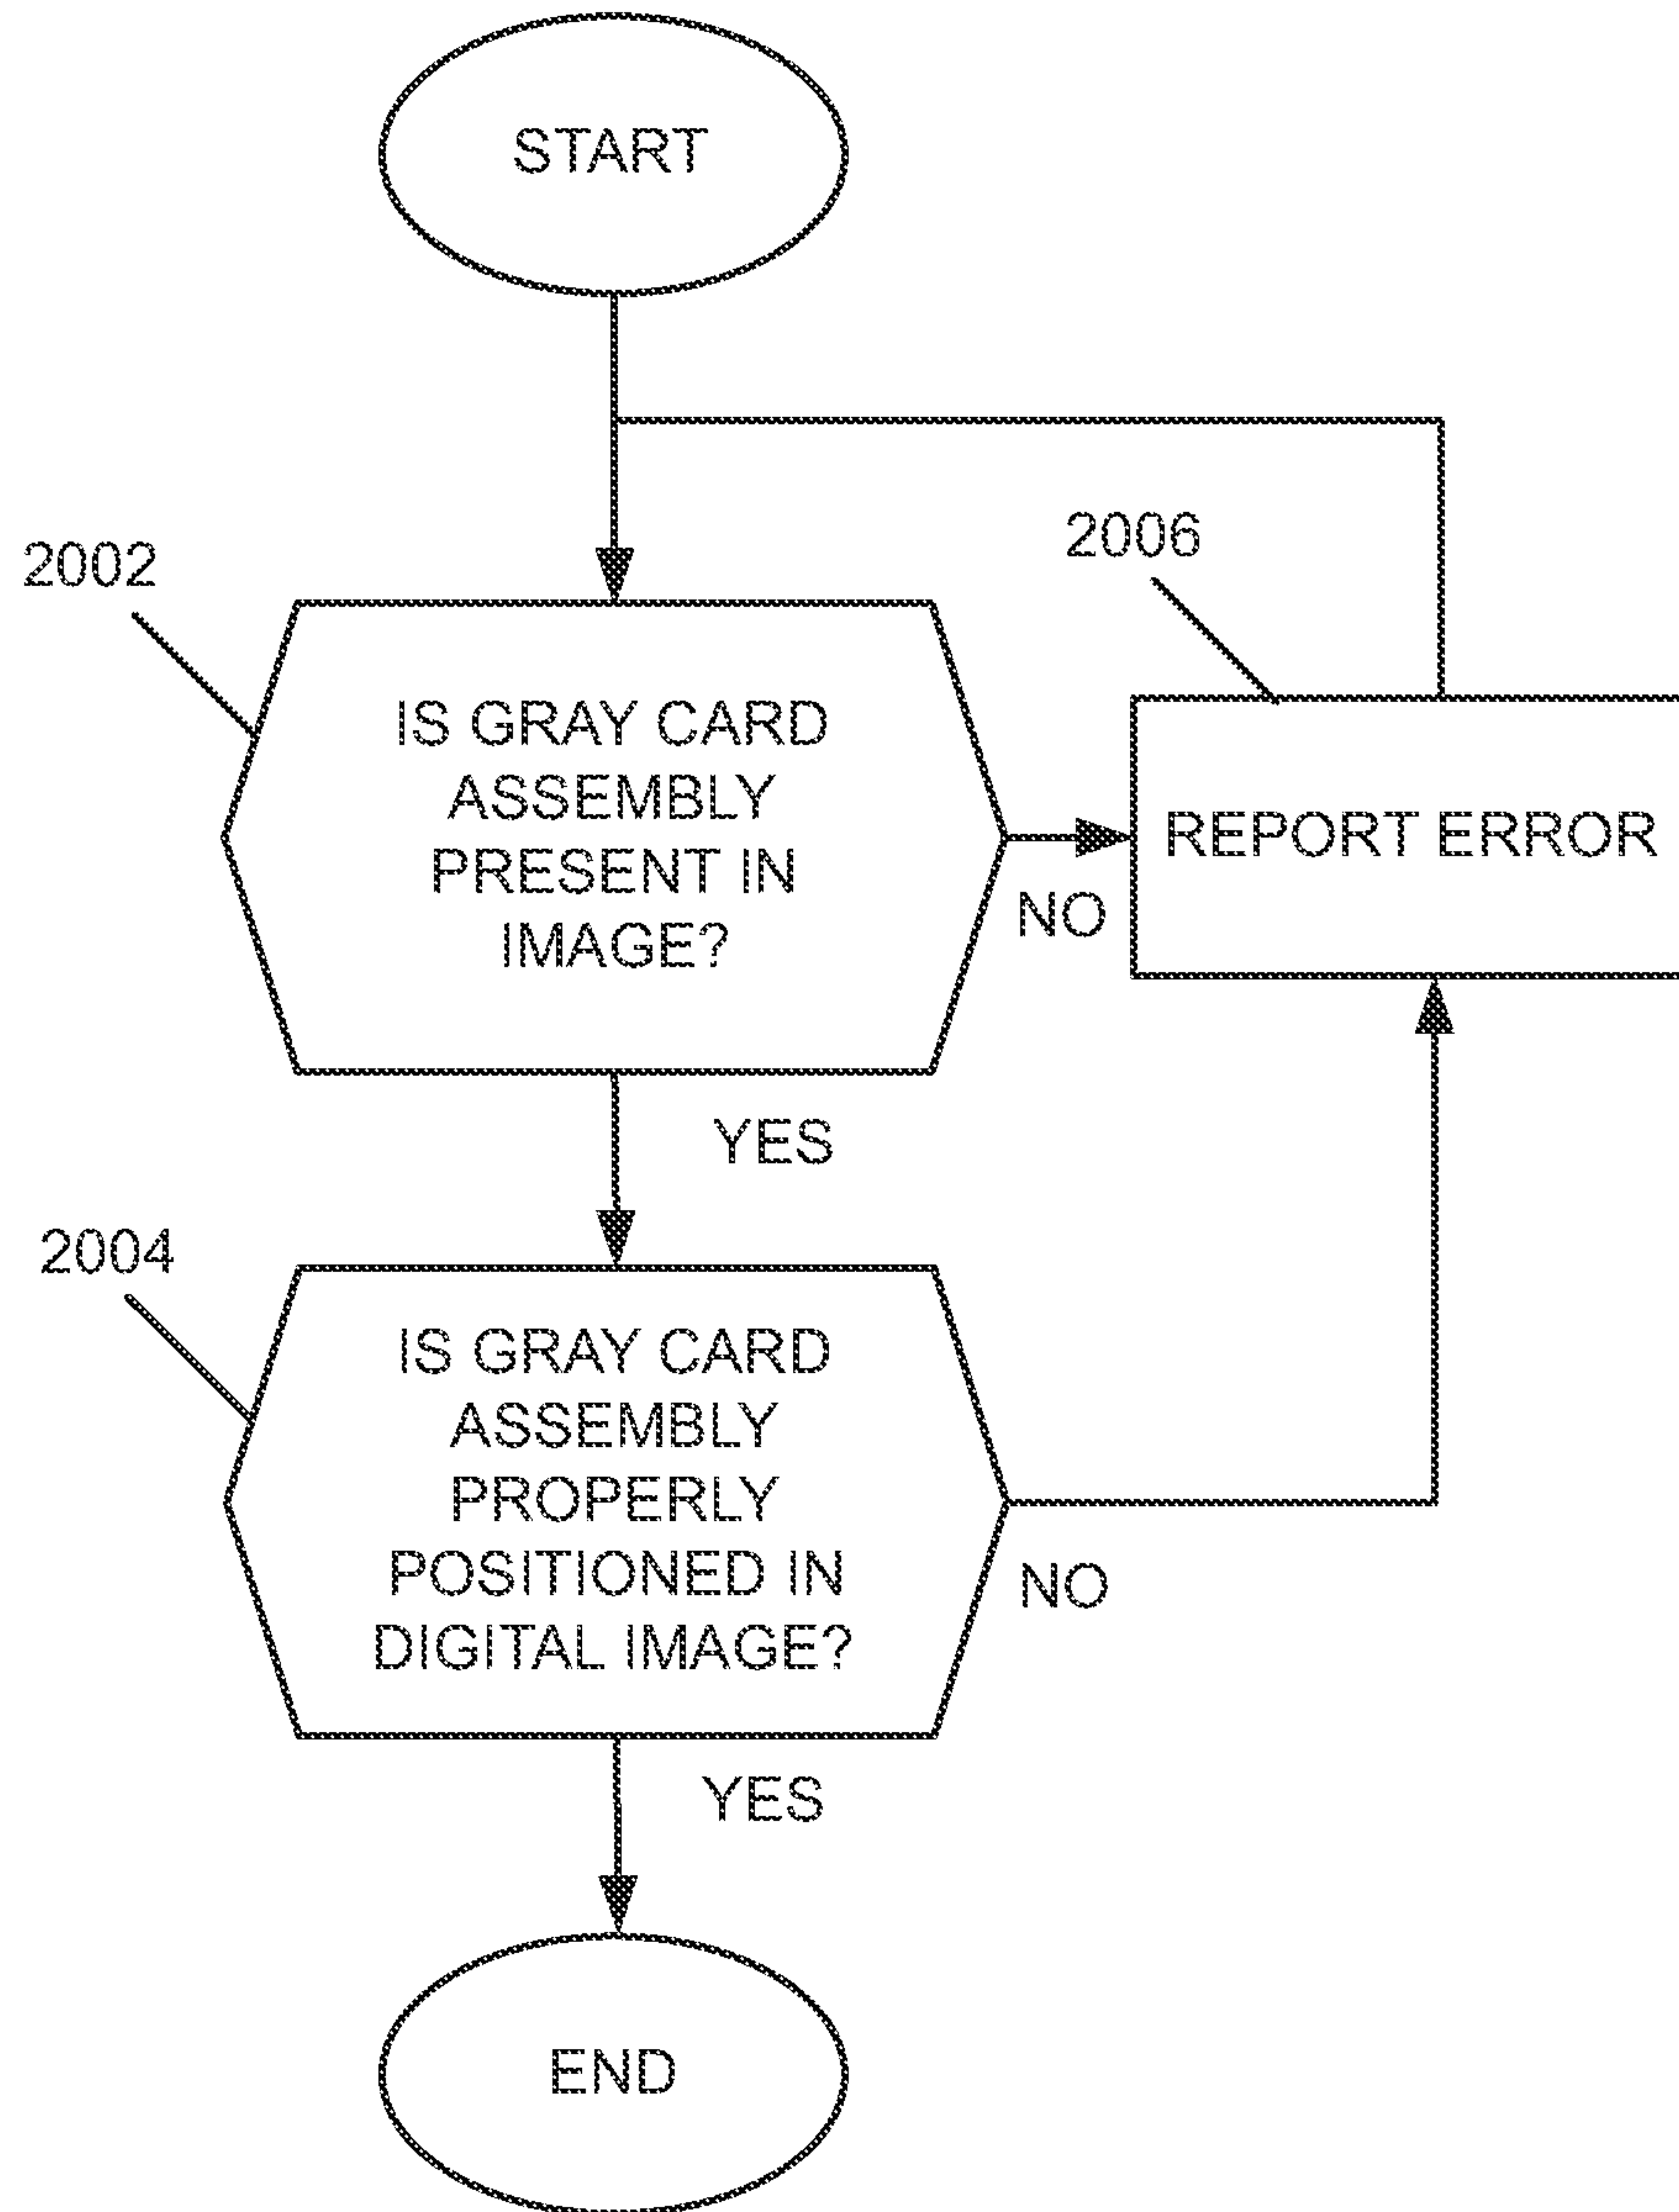 START
2002
2006
IS GRAY CARD
ASSEMBLY
PRESENT IN
IMAGE?
NO
REPORT ERROR
YES
2004
IS GRAY CARD
ASSEMBLY
PROPERLY
POSITIONED IN
DIGITAL IMAGE?
NO
YES
END